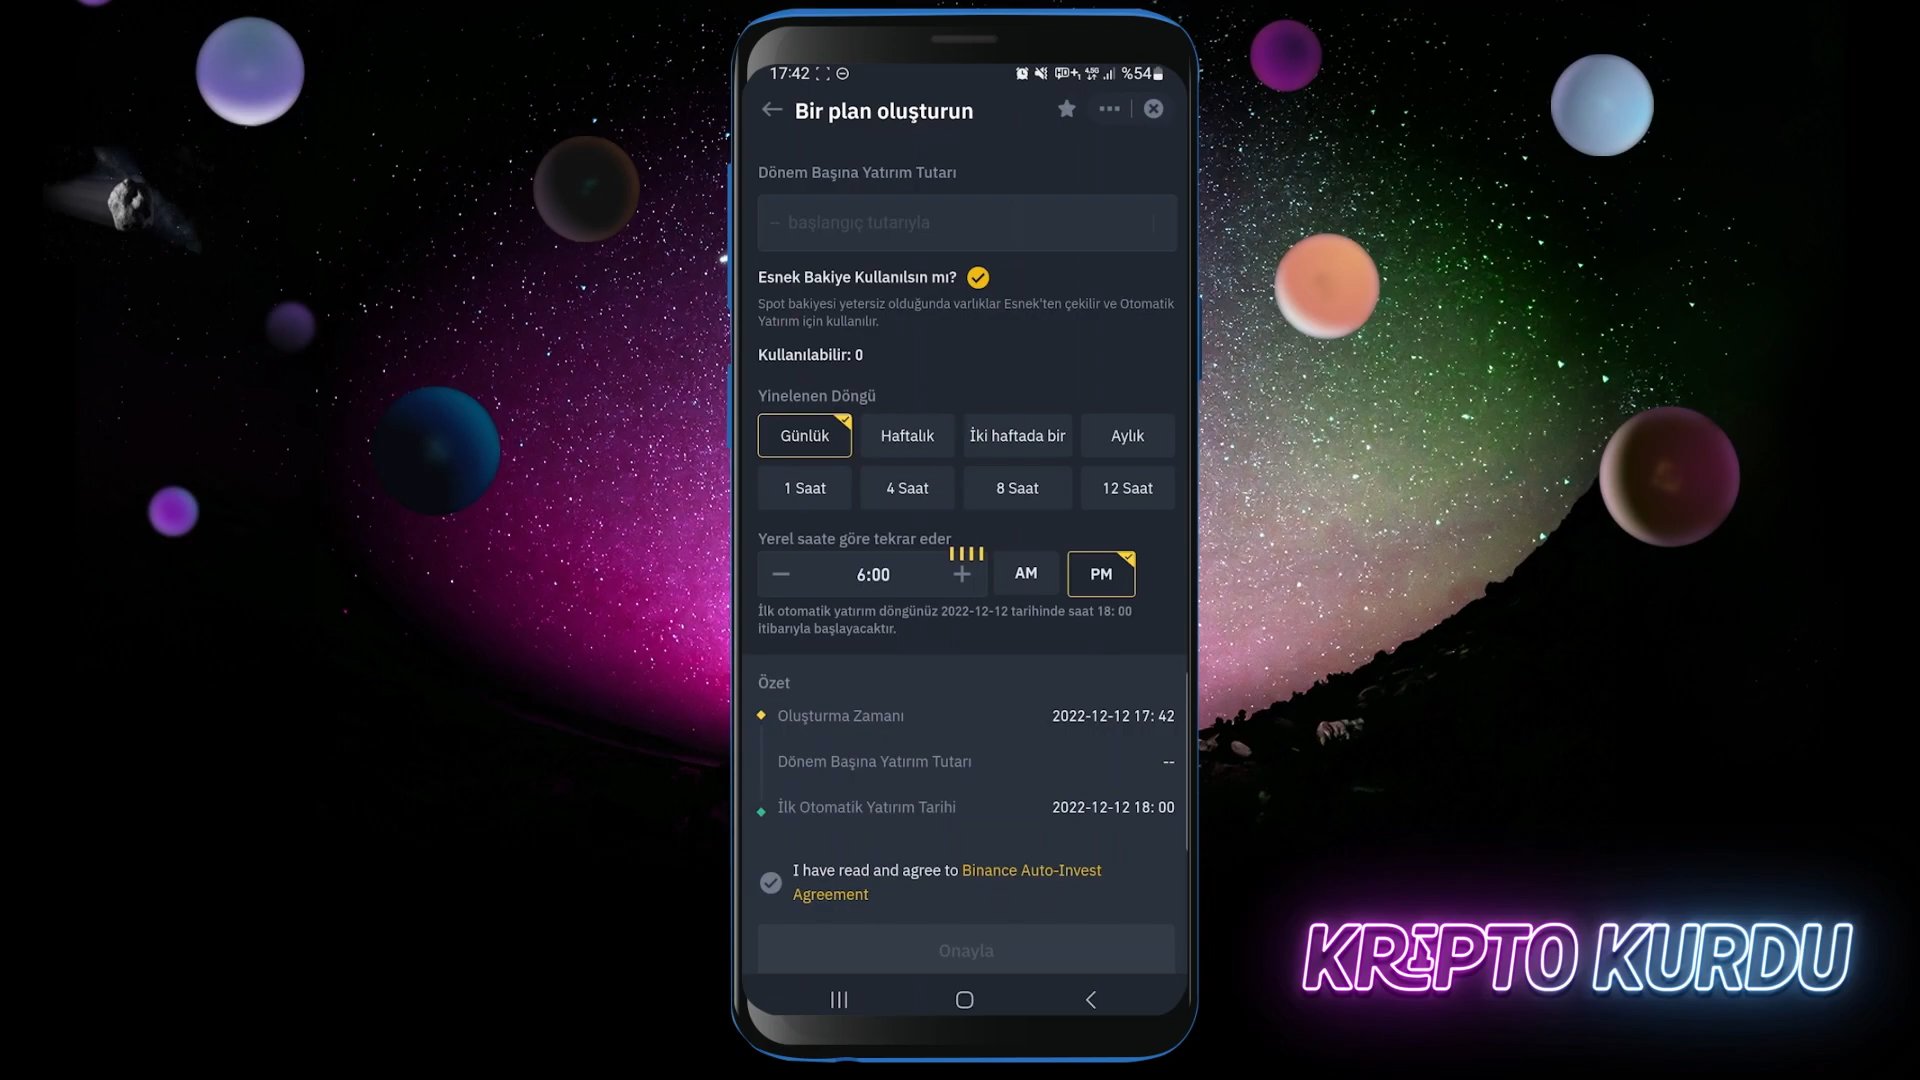 17:42 %54
Bir plan oluşturun
Dönem Başına Yatırım Tutarı
– başlangıç tutarıyla
Esnek Bakiye Kullanılsın mı?
Spot bakiyesi yetersiz olduğunda varlıklar Esnek'ten çekilir ve Otomatik
Yatırım için kullanılır.
Kullanılabilir: 0
Yinelenen Döngü
Günlük Haftalık İki haftada bir Aylık
1 Saat 4 Saat 8 Saat 12 Saat
Yerel saate göre tekrar eder
− 6:00 + AM PM
İlk otomatik yatırım döngünüz 2022-12-12 tarihinde saat 18: 00
itibarıyla başlayacaktır.
Özet
Oluşturma Zamanı 2022-12-12 17: 42
Dönem Başına Yatırım Tutarı --
İlk Otomatik Yatırım Tarihi 2022-12-12 18: 00
I have read and agree to Binance Auto-Invest
Agreement
Onayla
KRİPTO KURDU